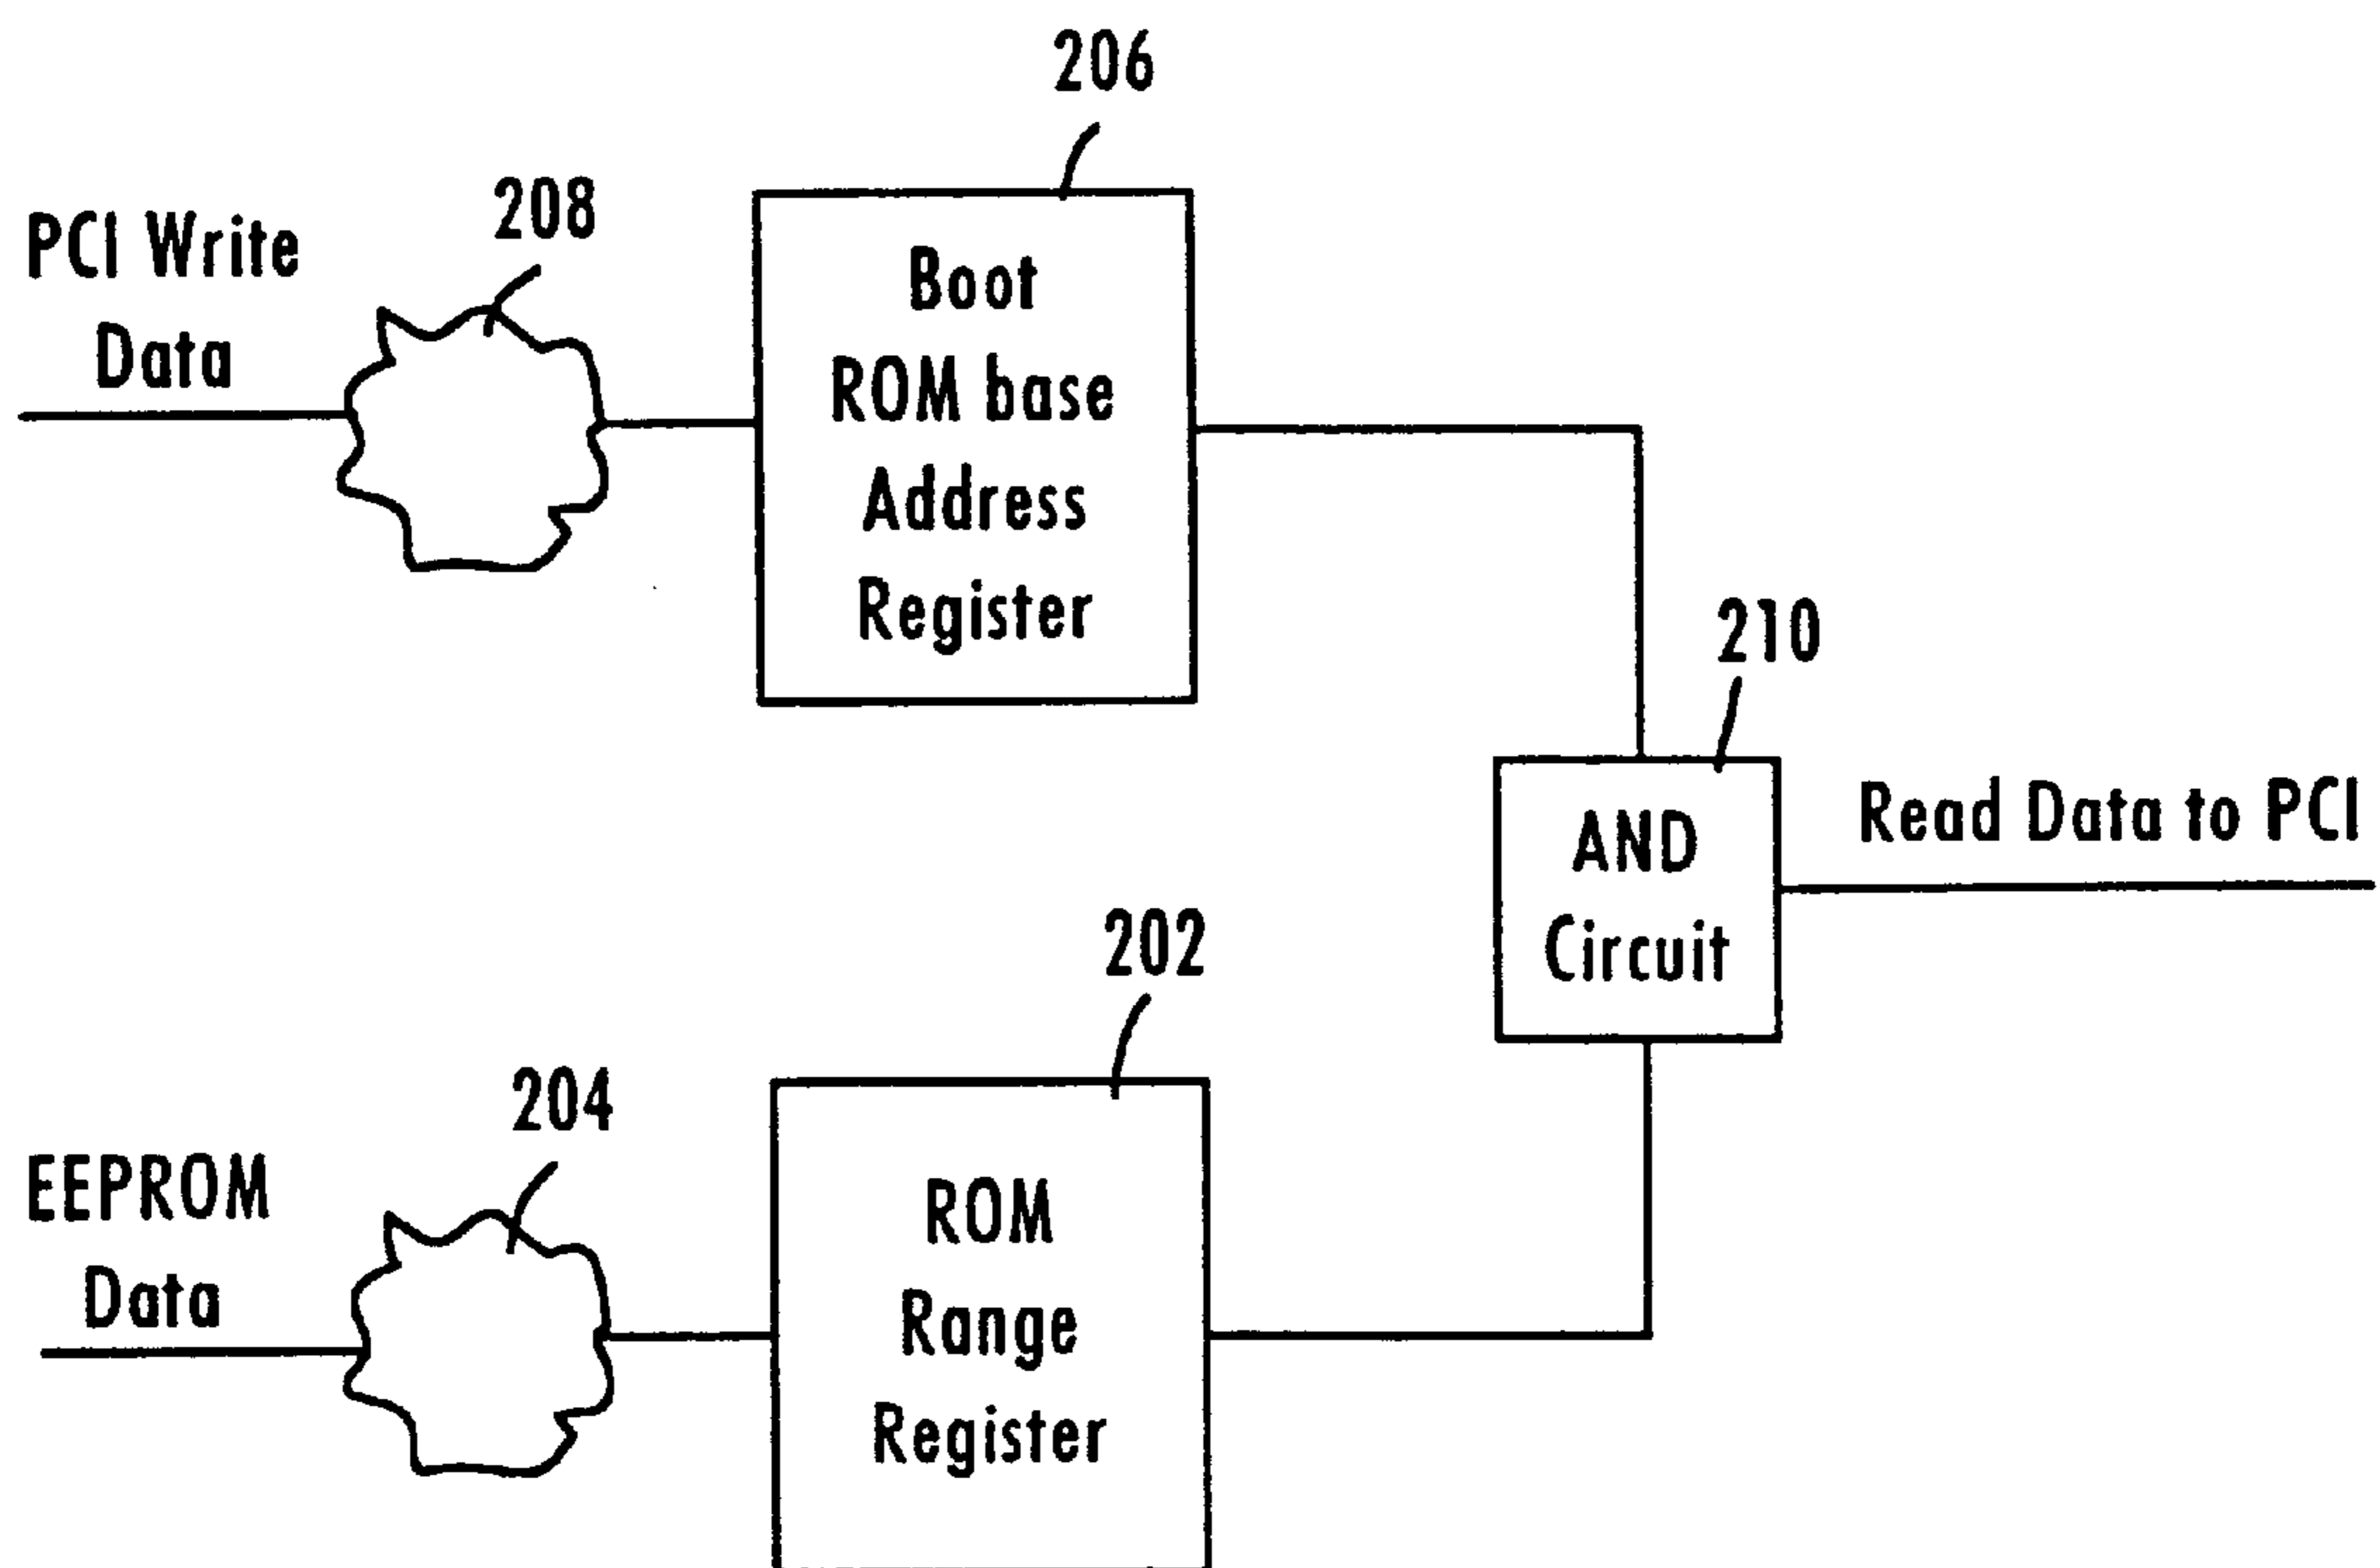 206
208
PCI Write
Data
Boot
ROM base
Address
Register
210
AND
Circuit
Read Data to PCI
202
204
EEPROM
Data
ROM
Range
Register